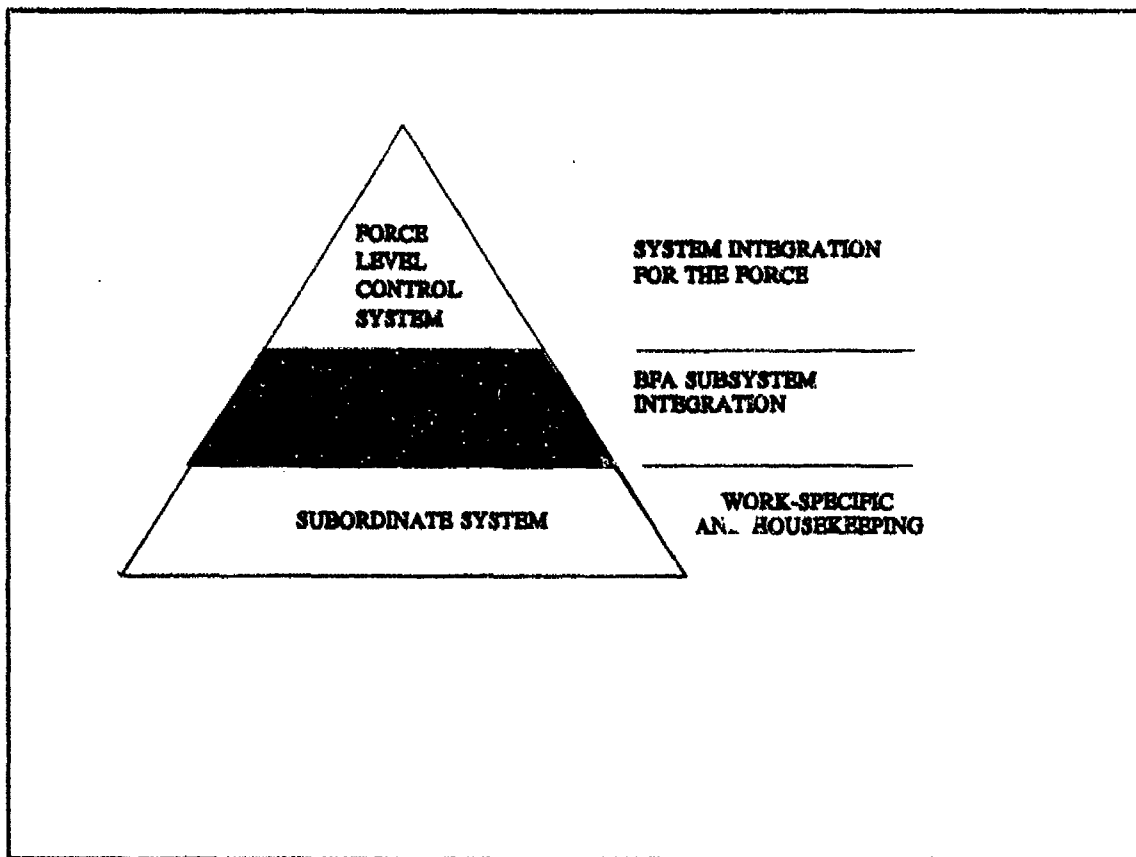 FORCE
LEVEL
CONTROL
SYSTEM
SYSTEM INTEGRATION
FOR THE FORCE
BFA SUBSYSTEM
INTEGRATION
SUBORDINATE SYSTEM
WORK-SPECIFIC
HOUSEKEEPING